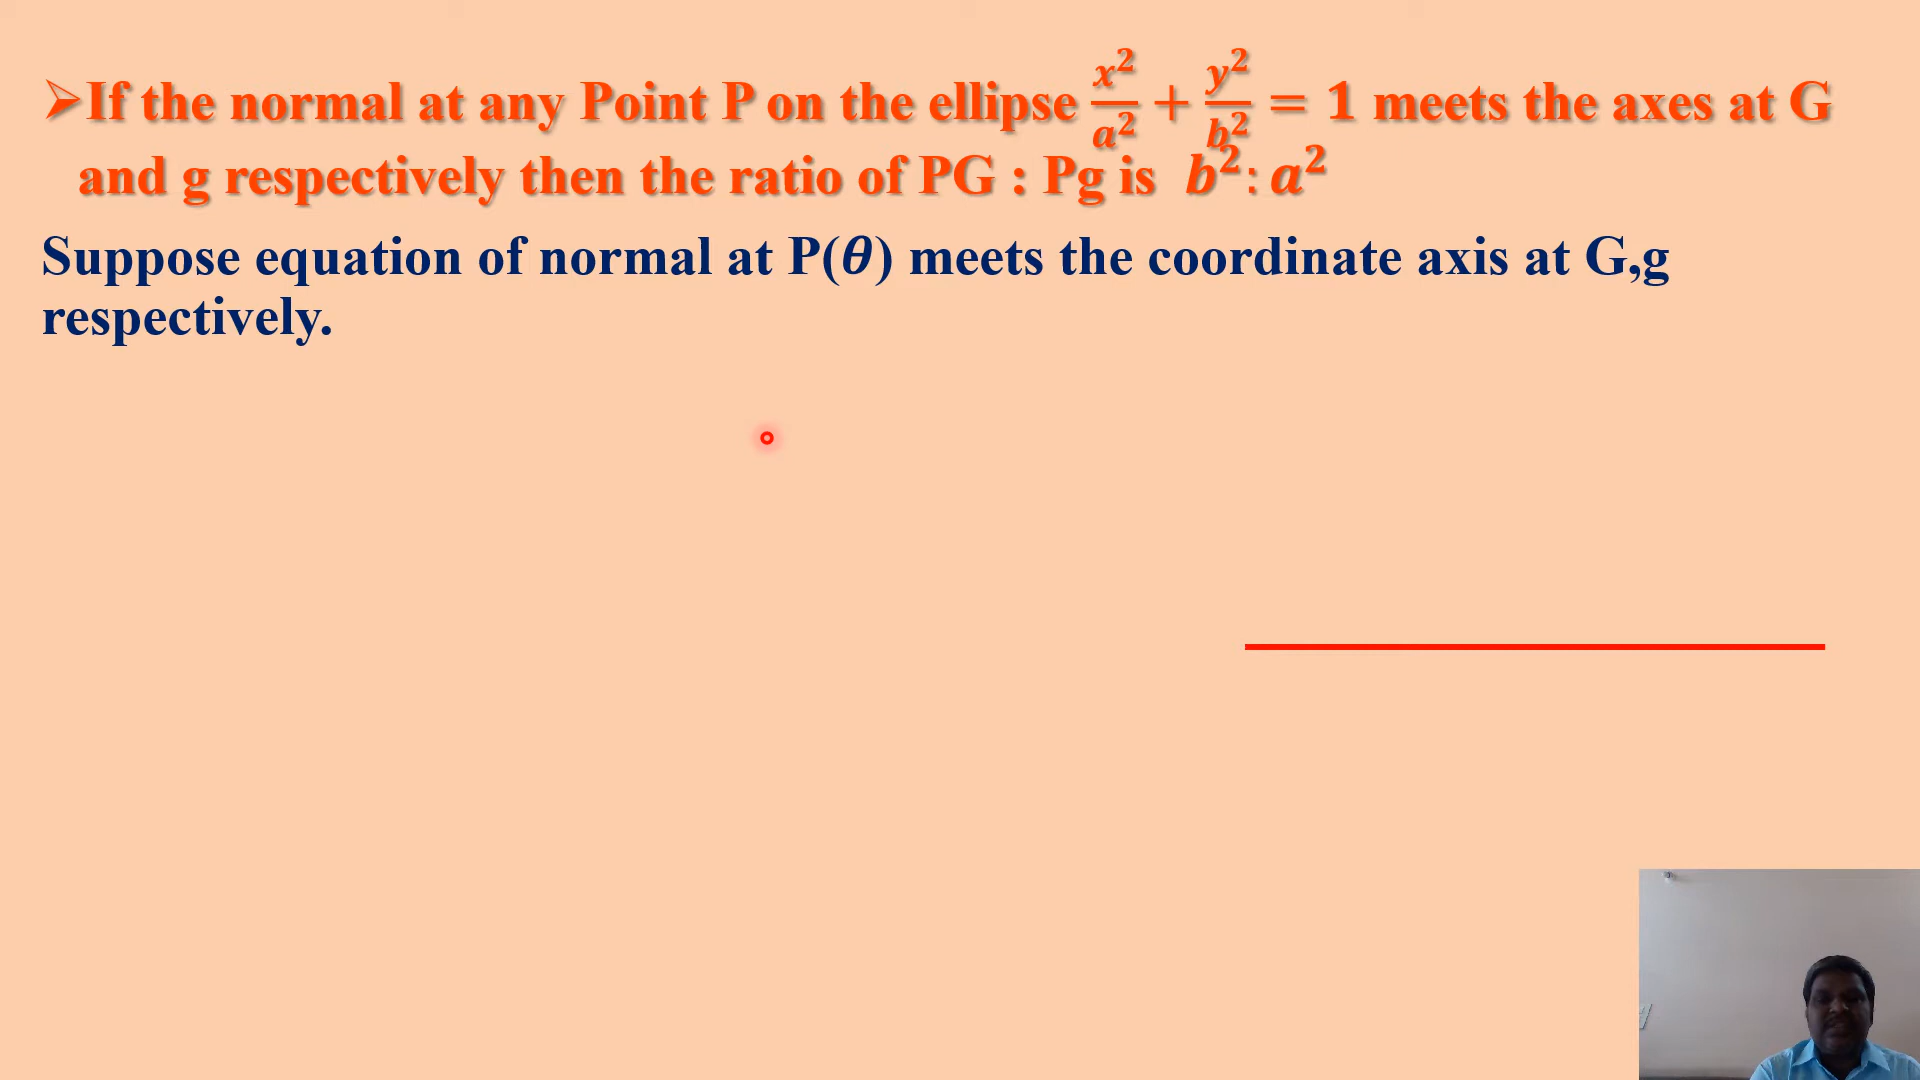 ➢If the normal at any Point P on the ellipse x²/a² + y²/b² = 1 meets the axes at G
and g respectively then the ratio of PG : Pg is b²: a²
Suppose equation of normal at P(θ) meets the coordinate axis at G,g
respectively.